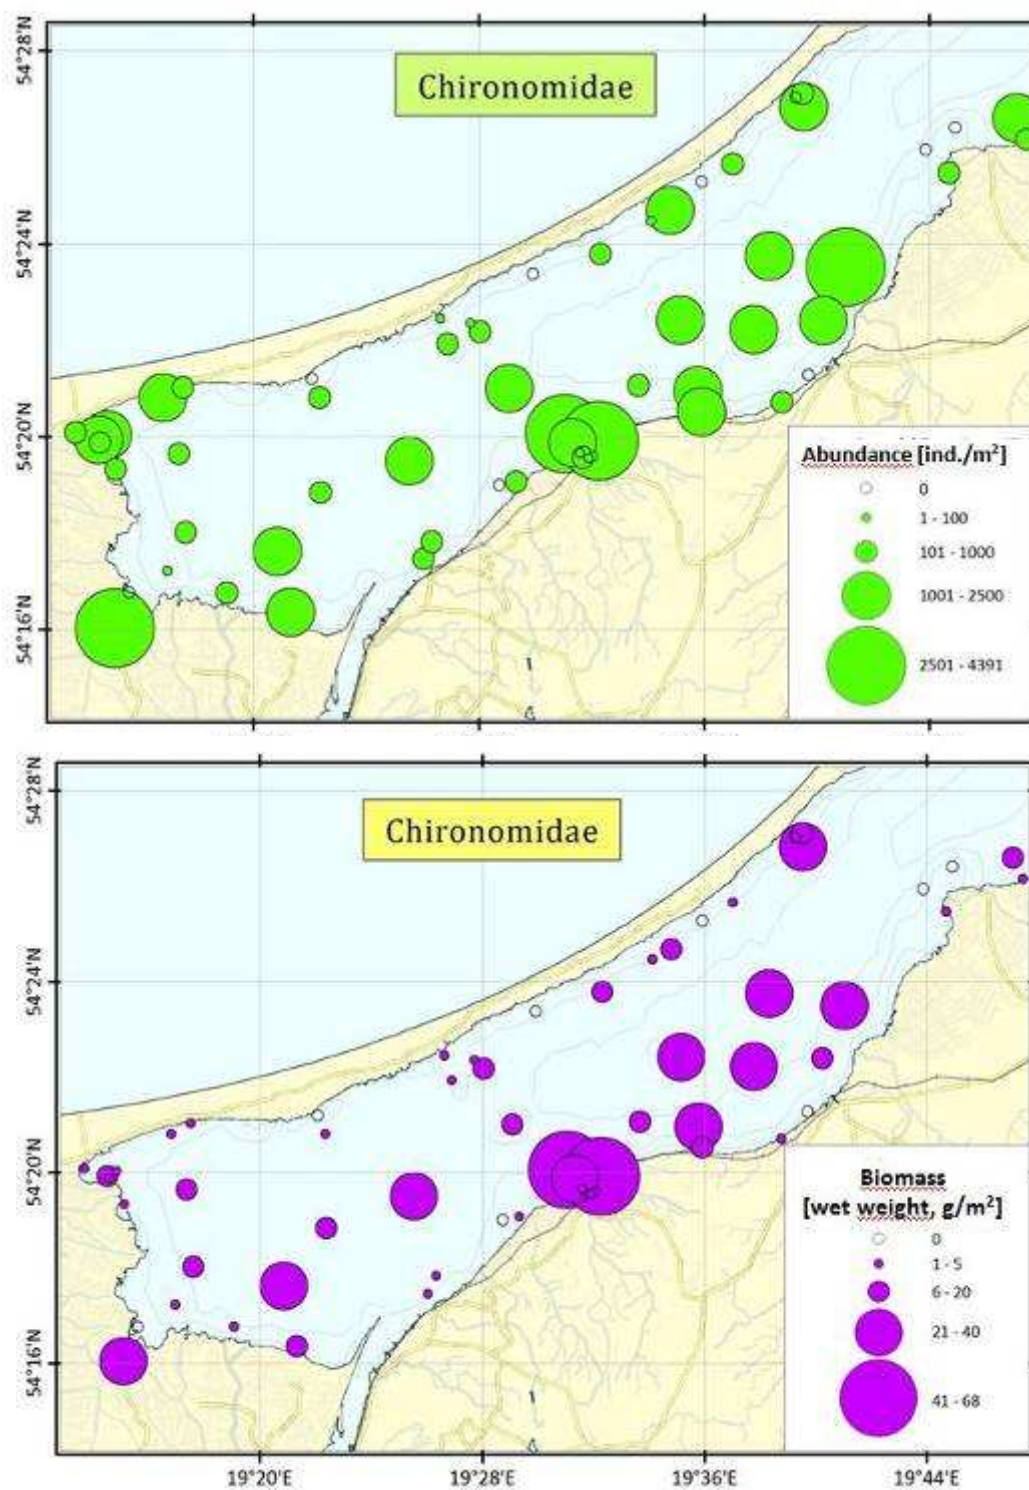 54°28'N
Chironomidae
54°24'N
54°20'N
54°16'N
Abundance [ind./m²]
0
1 - 100
101 - 1000
1001 - 2500
2501 - 4391
54°28'N
Chironomidae
54°24'N
54°20'N
54°16'N
Biomass
[wet weight, g/m²]
0
1 - 5
6 - 20
21 - 40
41 - 68
19°20'E
19°28'E
19°36'E
19°44'E